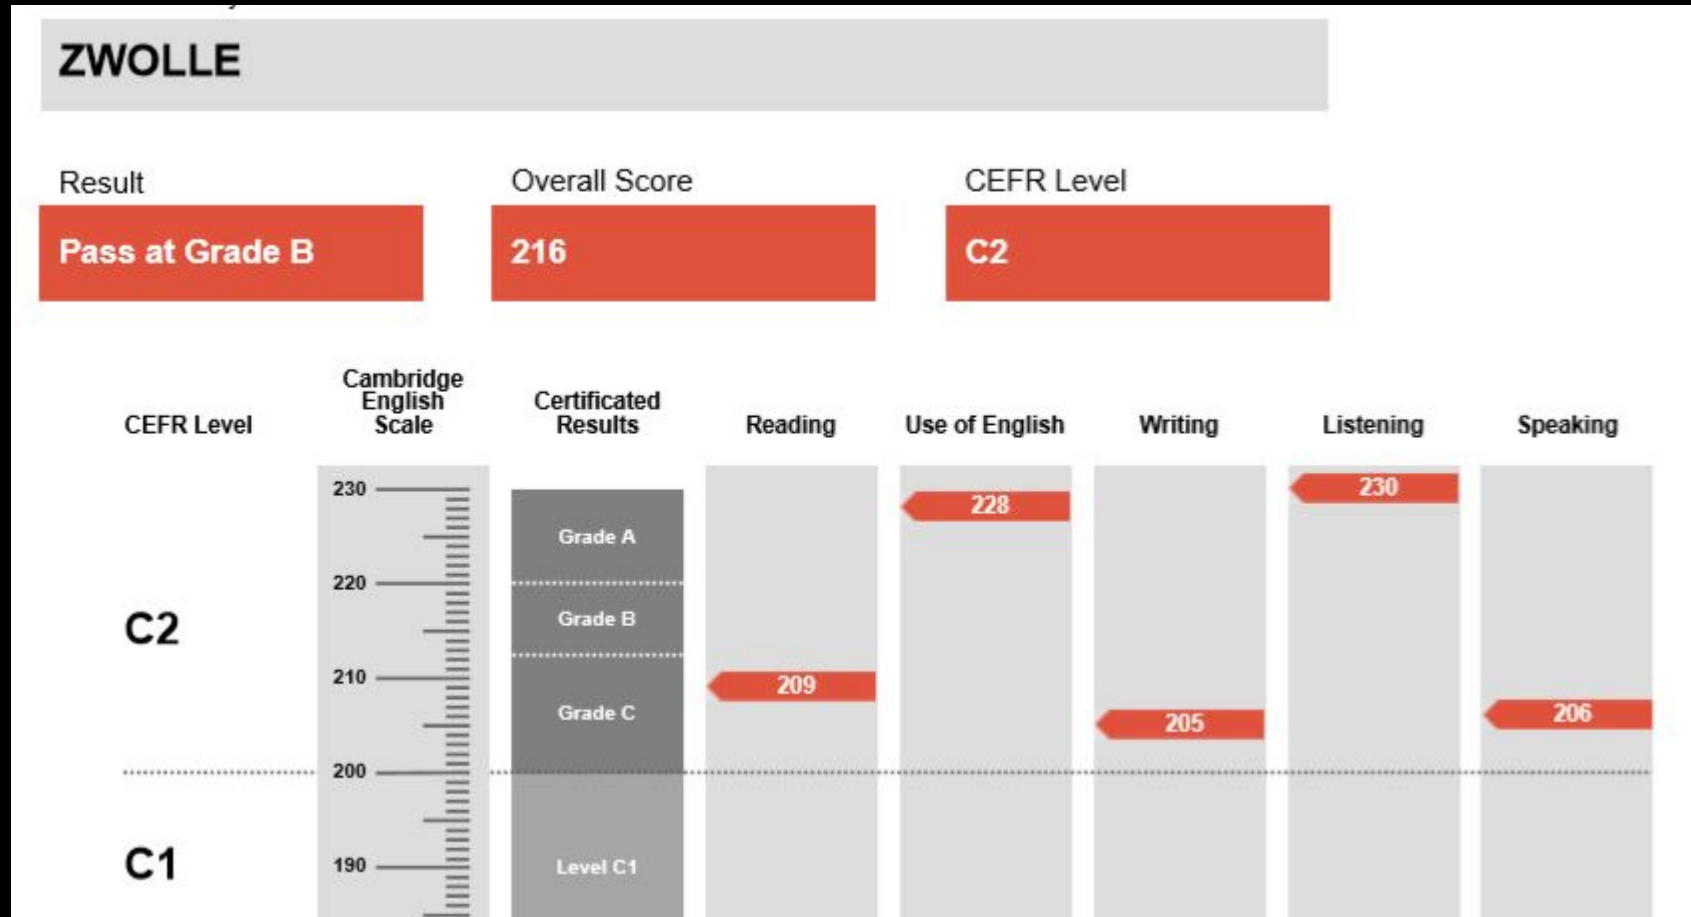 ZWOLLE
Result
Overall Score
CEFR Level
Pass at Grade B
216
C2
CEFR Level
Cambridge
English
Scale
Certificated
Results
Reading
Use of English
Writing
Listening
Speaking
230
Grade A
228
230
220
C2
Grade B
210
209
Grade C
205
206
200
C1
190
Level C1